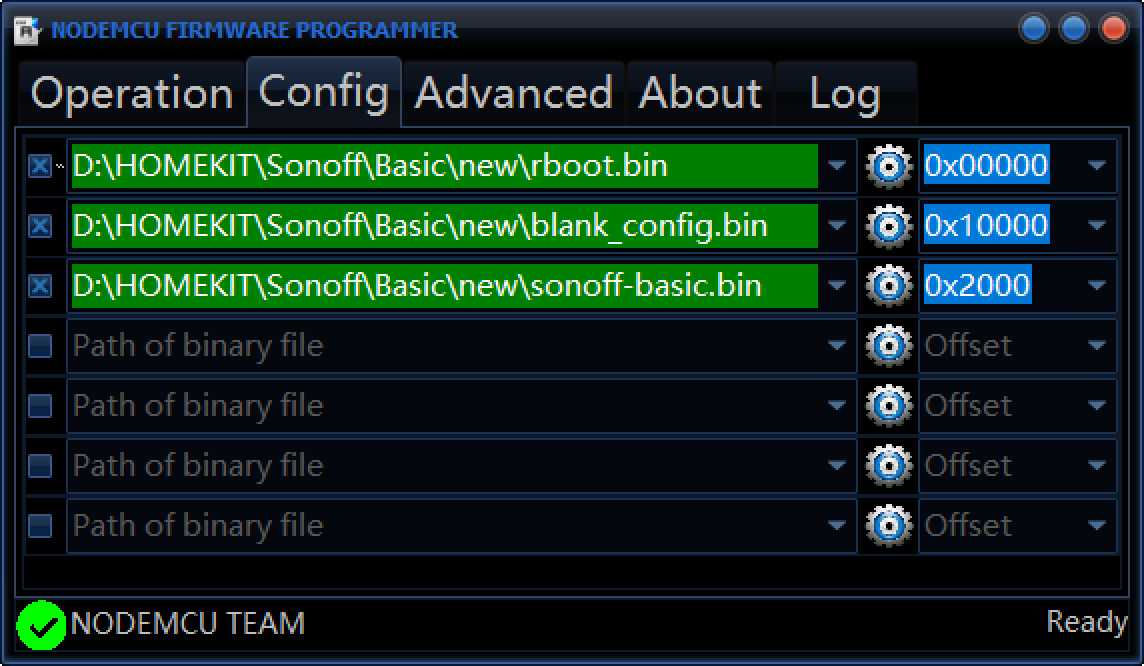 NODEMCU FIRMWARE PROGRAMMER
Operation Config Advanced About Log
D:\HOMEKIT\Sonoff\Basic\new\rboot.bin 0x00000
D:\HOMEKIT\Sonoff\Basic\new\blank_config.bin 0x10000
D:\HOMEKIT\Sonoff\Basic\new\sonoff-basic.bin 0x2000
Path of binary file Offset
Path of binary file Offset
Path of binary file Offset
Path of binary file Offset
NODEMCU TEAM Ready